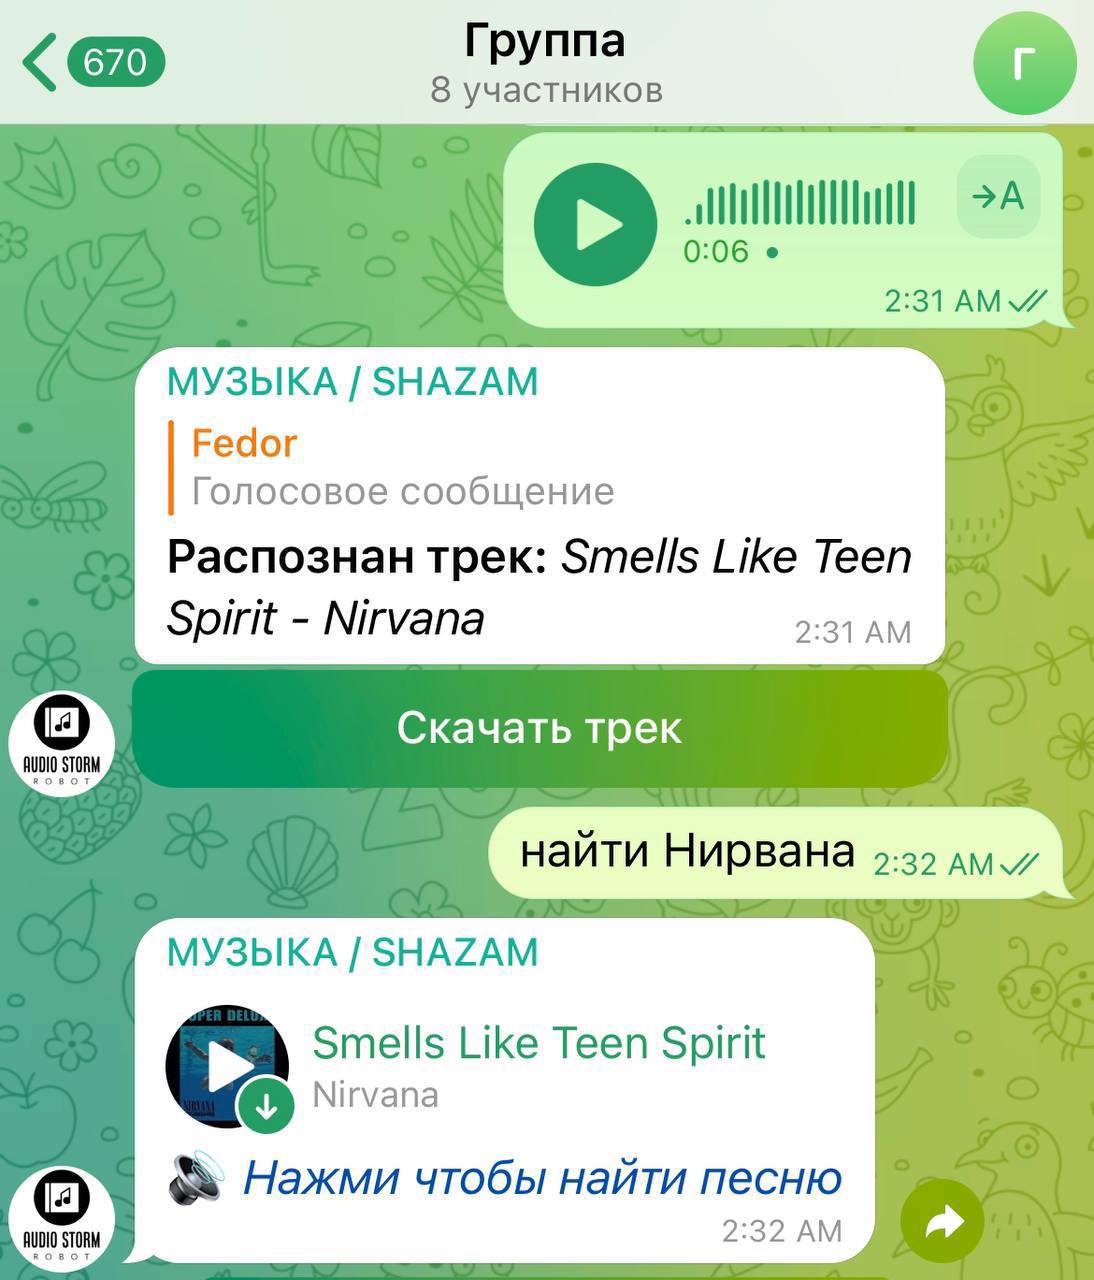 670
Группа
8 участников
Г
→A
0:06
2:31 AM
МУЗЫКА / SHAZAM
Fedor
Голосовое сообщение
Распознан трек: Smells Like Teen
Spirit - Nirvana
2:31 AM
AUDIO STORM
ROBOT
Скачать трек
найти Нирвана 2:32 AM
МУЗЫКА / SHAZAM
Smells Like Teen Spirit
Nirvana
NIRVANA
Нажми чтобы найти песню
2:32 AM
AUDIO STORM
ROBOT